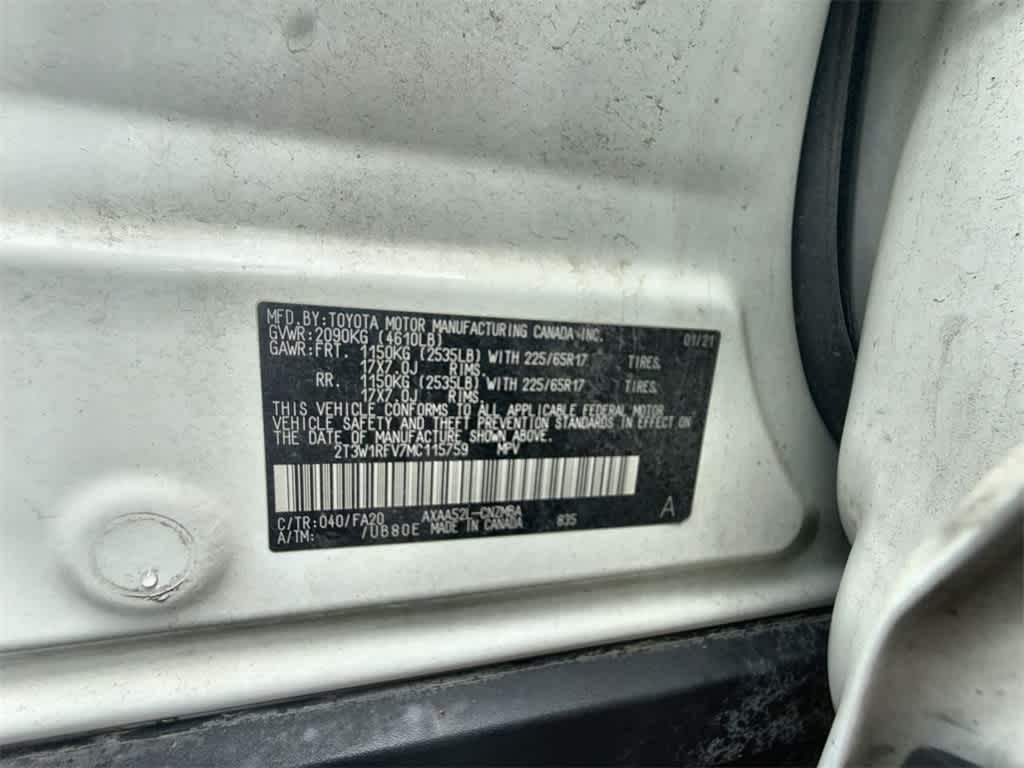 MFD.BY:TOYOTA MOTOR MANUFACTURING CANADA INC. 01/21
GVWR:2090KG (4610LB)
GAWR:FRT. 1150KG (2535LB) WITH 225/65R17 TIRES,
17X7.0J RIMS.
RR. 1150KG (2535LB) WITH 225/65R17 TIRES,
17X7.0J RIMS.
THIS VEHICLE CONFORMS TO ALL APPLICABLE FEDERAL MOTOR
VEHICLE SAFETY AND THEFT PREVENTION STANDARDS IN EFFECT ON
THE DATE OF MANUFACTURE SHOWN ABOVE.
2T3W1RFV7MC115759 MPV
C/TR:040/FA20 AXAA52L-CNZMBA 835 A
A/TM: /UB80E MADE IN CANADA